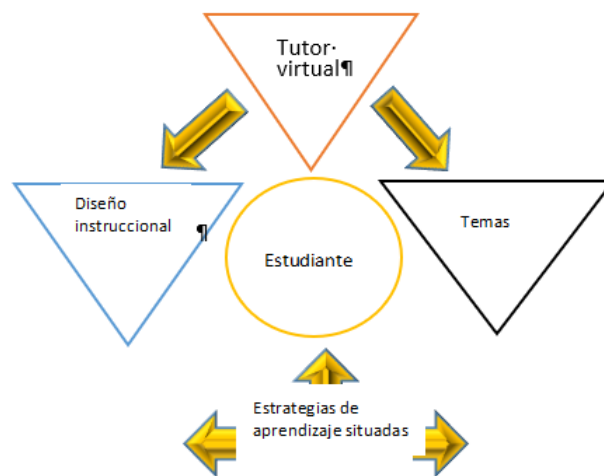 Tutor·
virtual¶
Diseño
instruccional
¶
Temas
Estudiante
Estrategias de
aprendizaje situadas